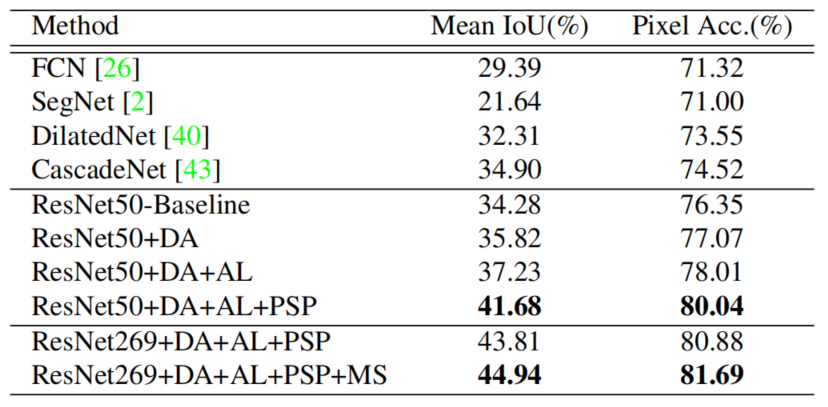 Method Mean IoU(%) Pixel Acc.(%)
FCN [26] 29.39 71.32
SegNet [2] 21.64 71.00
DilatedNet [40] 32.31 73.55
CascadeNet [43] 34.90 74.52
ResNet50-Baseline 34.28 76.35
ResNet50+DA 35.82 77.07
ResNet50+DA+AL 37.23 78.01
ResNet50+DA+AL+PSP 41.68 80.04
ResNet269+DA+AL+PSP 43.81 80.88
ResNet269+DA+AL+PSP+MS 44.94 81.69